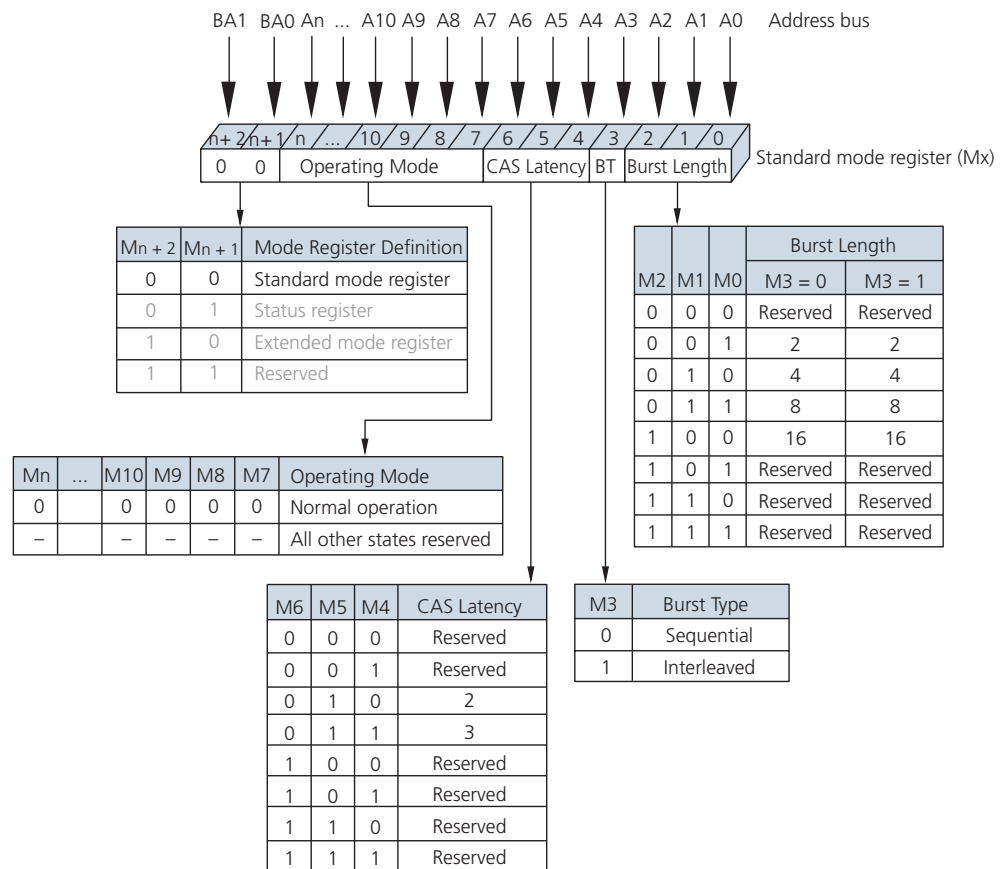 BA1 BA0 An ... A10 A9 A8 A7 A6 A5 A4 A3 A2 A1 A0 Address bus
n+ 2 n+ 1 n ... 10 9 8 7 6 5 4 3 2 1 0
0 0 Operating Mode CAS Latency BT Burst Length Standard mode register (Mx)
Mn + 2 Mn + 1 Mode Register Definition
0 0 Standard mode register
0 1 Status register
1 0 Extended mode register
1 1 Reserved
Burst Length
M2 M1 M0 M3 = 0 M3 = 1
0 0 0 Reserved Reserved
0 0 1 2 2
0 1 0 4 4
0 1 1 8 8
1 0 0 16 16
1 0 1 Reserved Reserved
1 1 0 Reserved Reserved
1 1 1 Reserved Reserved
Mn ... M10 M9 M8 M7 Operating Mode
0 0 0 0 0 Normal operation
– – – – – All other states reserved
M6 M5 M4 CAS Latency
0 0 0 Reserved
0 0 1 Reserved
0 1 0 2
0 1 1 3
1 0 0 Reserved
1 0 1 Reserved
1 1 0 Reserved
1 1 1 Reserved
M3 Burst Type
0 Sequential
1 Interleaved